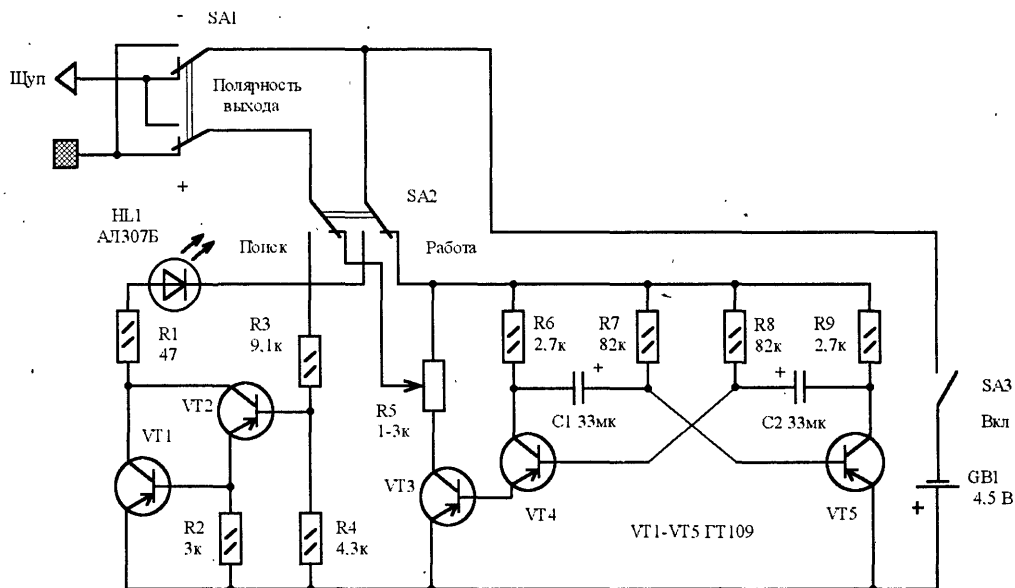 - SA1
Щуп
Полярность
выхода
+
SA2
HL1
АЛ307Б
Поиск
Работа
R1
47
R3
9.1к
R6
2.7к
R7
82к
R8
82к
R9
2.7к
+
+
SA3
Вкл
VT2
R5
1-3к
C1 33мк
C2 33мк
VT1
VT3
VT4
VT5
GB1
4.5 В
+
R2
3к
R4
4.3к
VT1-VT5 ГТ109